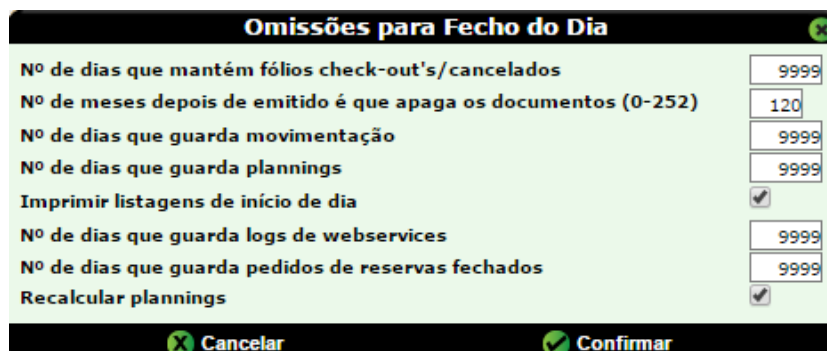 Omissões para Fecho do Dia
Nº de dias que mantém fólios check-out's/cancelados 9999
Nº de meses depois de emitido é que apaga os documentos (0-252) 120
Nº de dias que guarda movimentação 9999
Nº de dias que guarda plannings 9999
Imprimir listagens de início de dia
Nº de dias que guarda logs de webservices 9999
Nº de dias que guarda pedidos de reservas fechados 9999
Recalcular plannings
Cancelar Confirmar